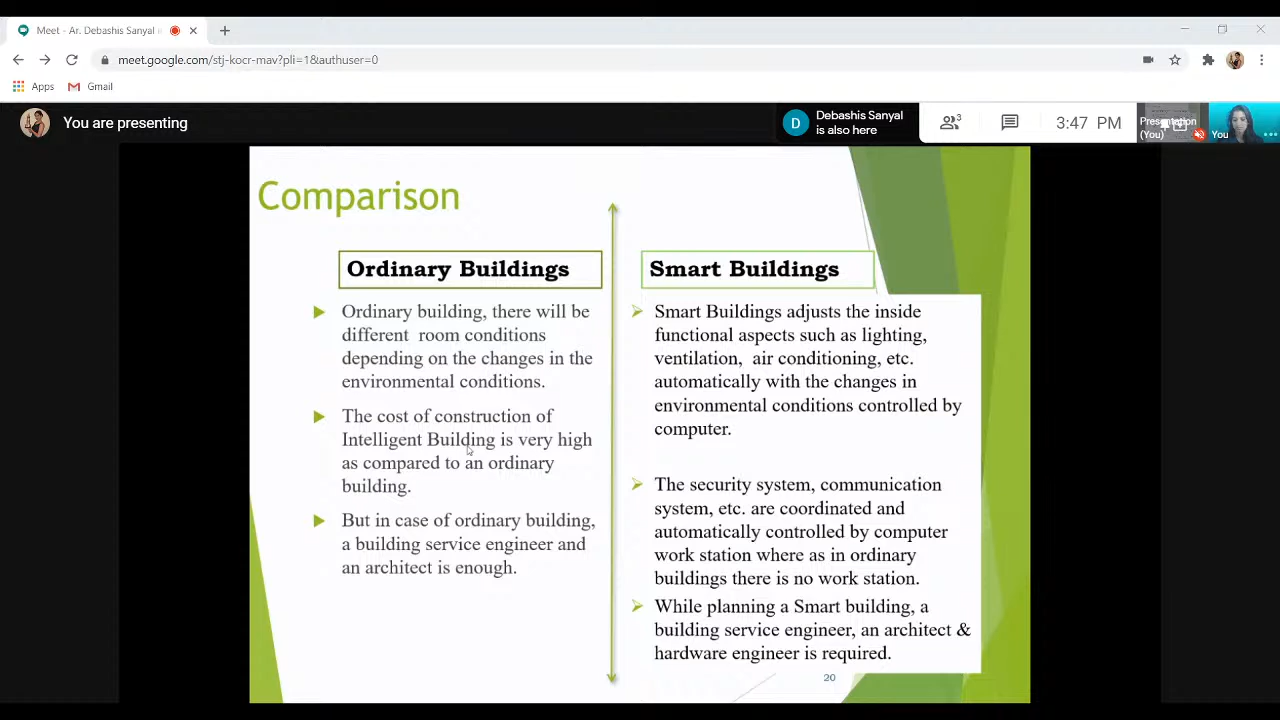 Meet - Ar. Debashis Sanyal i
meet.google.com/stj-kocr-mav?pli=1&authuser=0
Apps
Gmail
You are presenting
D
Debashis Sanyal
is also here
3
3:47 PM
Presentation
(You)
You
Comparison
Ordinary Buildings
Ordinary building, there will be
different room conditions
depending on the changes in the
environmental conditions.
The cost of construction of
Intelligent Building is very high
as compared to an ordinary
building.
But in case of ordinary building,
a building service engineer and
an architect is enough.
Smart Buildings
Smart Buildings adjusts the inside
functional aspects such as lighting,
ventilation, air conditioning, etc.
automatically with the changes in
environmental conditions controlled by
computer.
The security system, communication
system, etc. are coordinated and
automatically controlled by computer
work station where as in ordinary
buildings there is no work station.
While planning a Smart building, a
building service engineer, an architect &
hardware engineer is required.
20